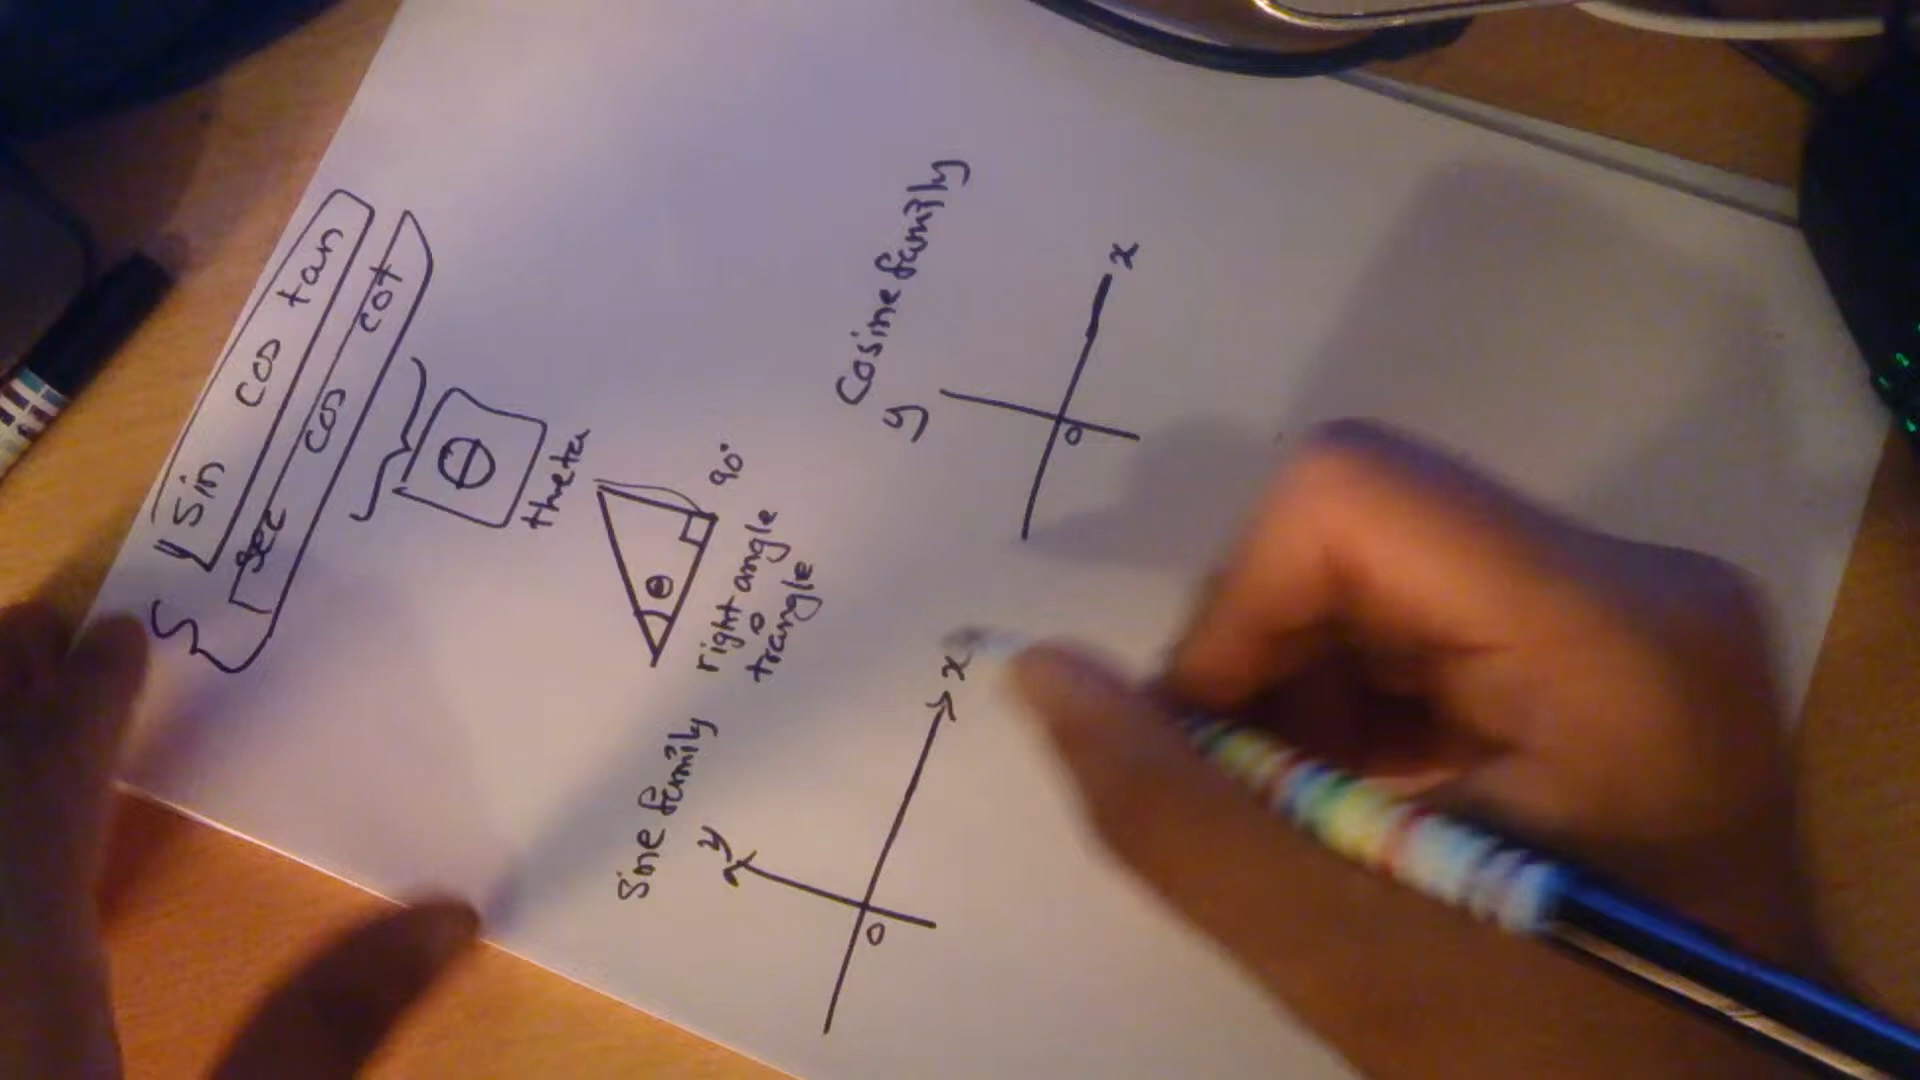 sin cos tan
sec cos cot
θ
theta
θ
90°
right angle
triangle
Sine family
y
x
0
Cosine family
y
x
0